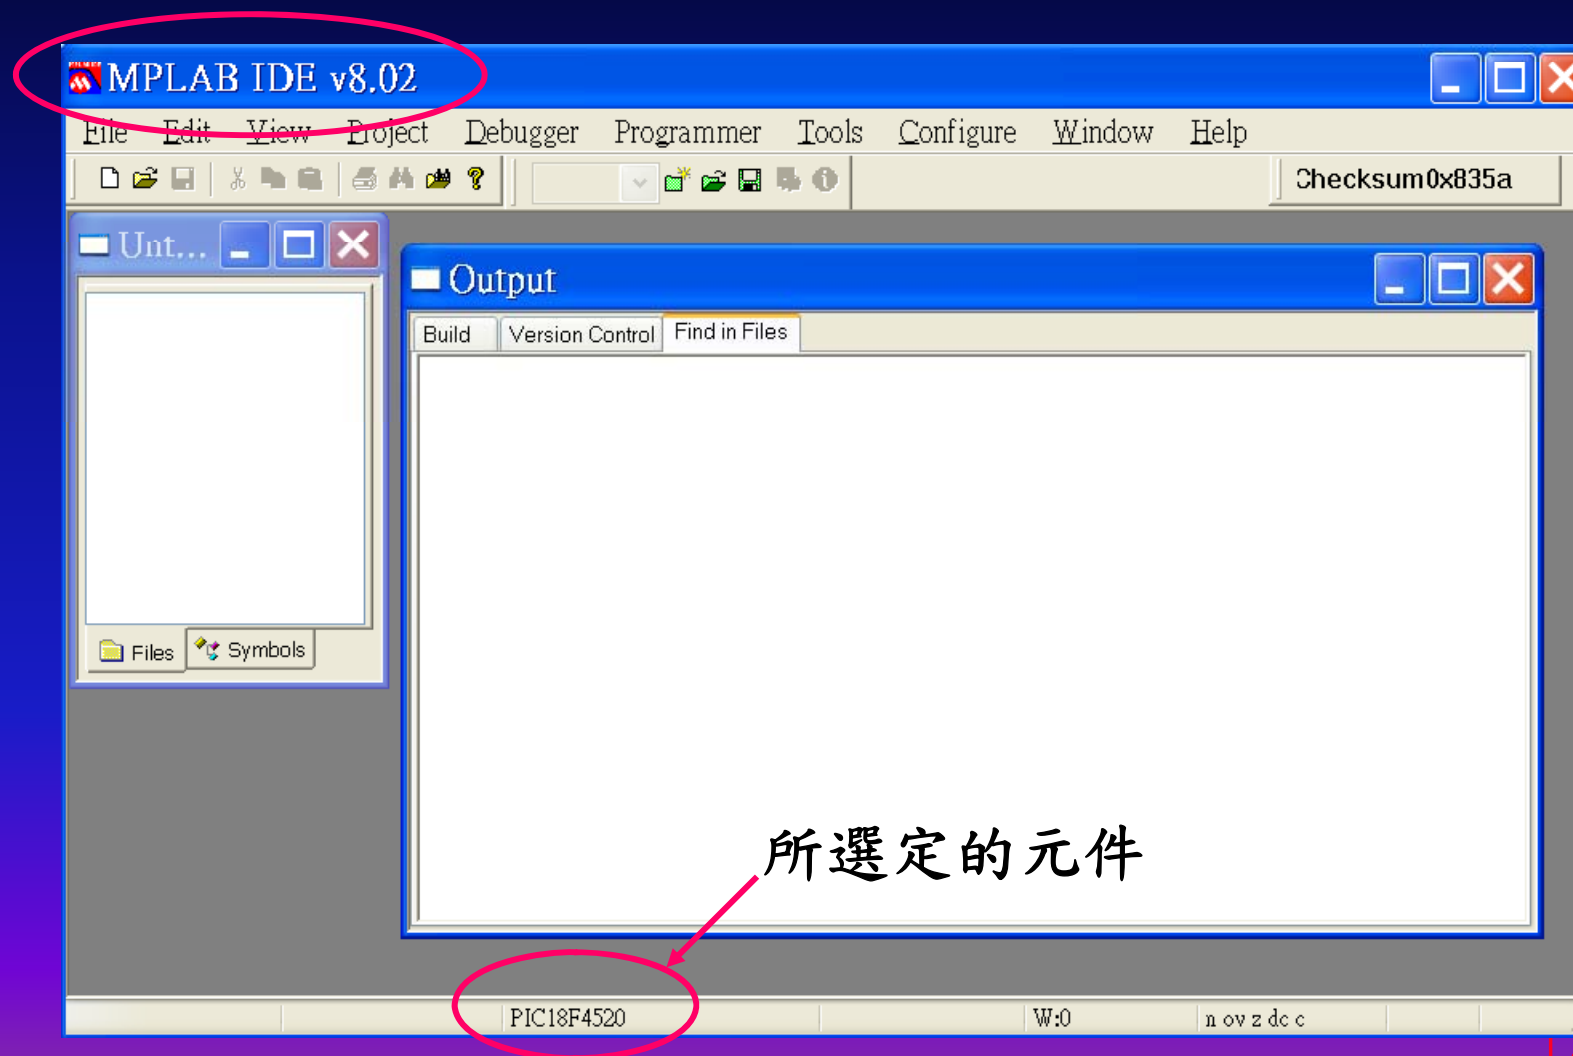 MPLAB IDE v8.02
File Edit View Project Debugger Programmer Tools Configure Window Help
Checksum0x835a
Unt...
Output
Build Version Control Find in Files
Files Symbols
所選定的元件
PIC18F4520 W:0 n ov z dc c